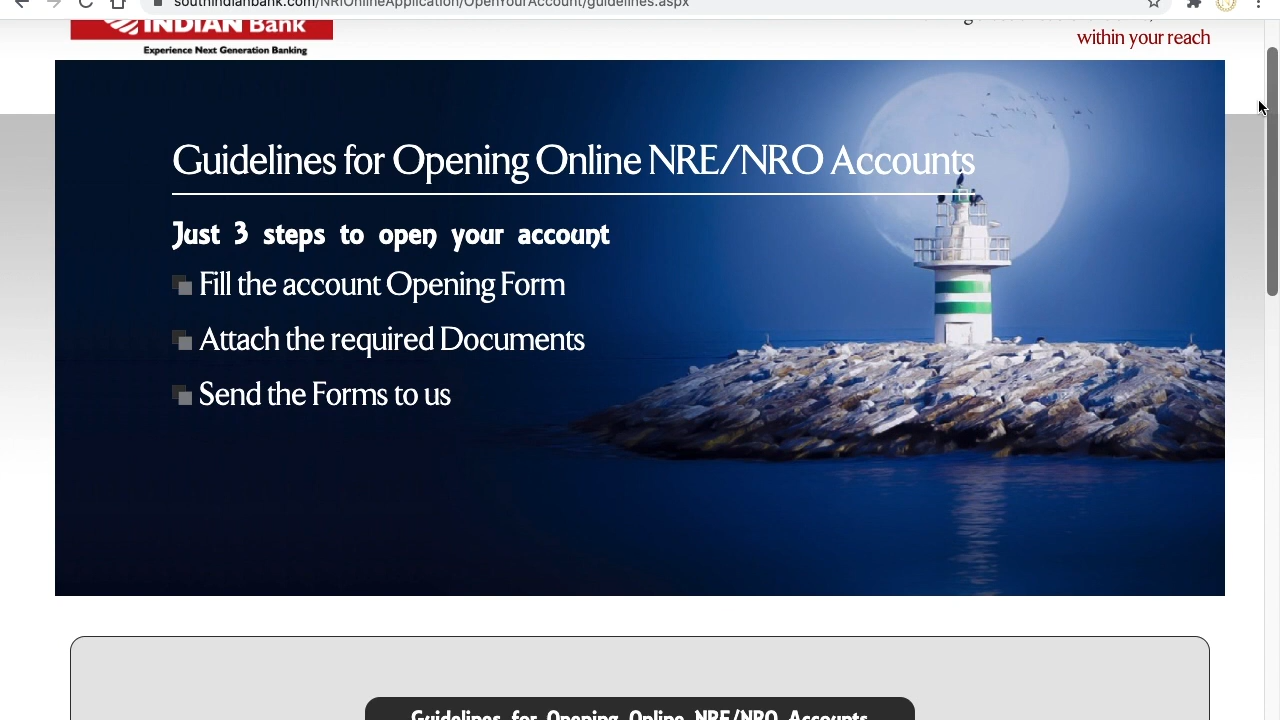 southindianbank.com/NRIOnlineApplication/OpenYourAccount/guidelines.aspx
INDIAN Bank
Experience Next Generation Banking
within your reach
Guidelines for Opening Online NRE/NRO Accounts
Just 3 steps to open your account
Fill the account Opening Form
Attach the required Documents
Send the Forms to us
Guidelines for Opening Online NRE/NRO Accounts